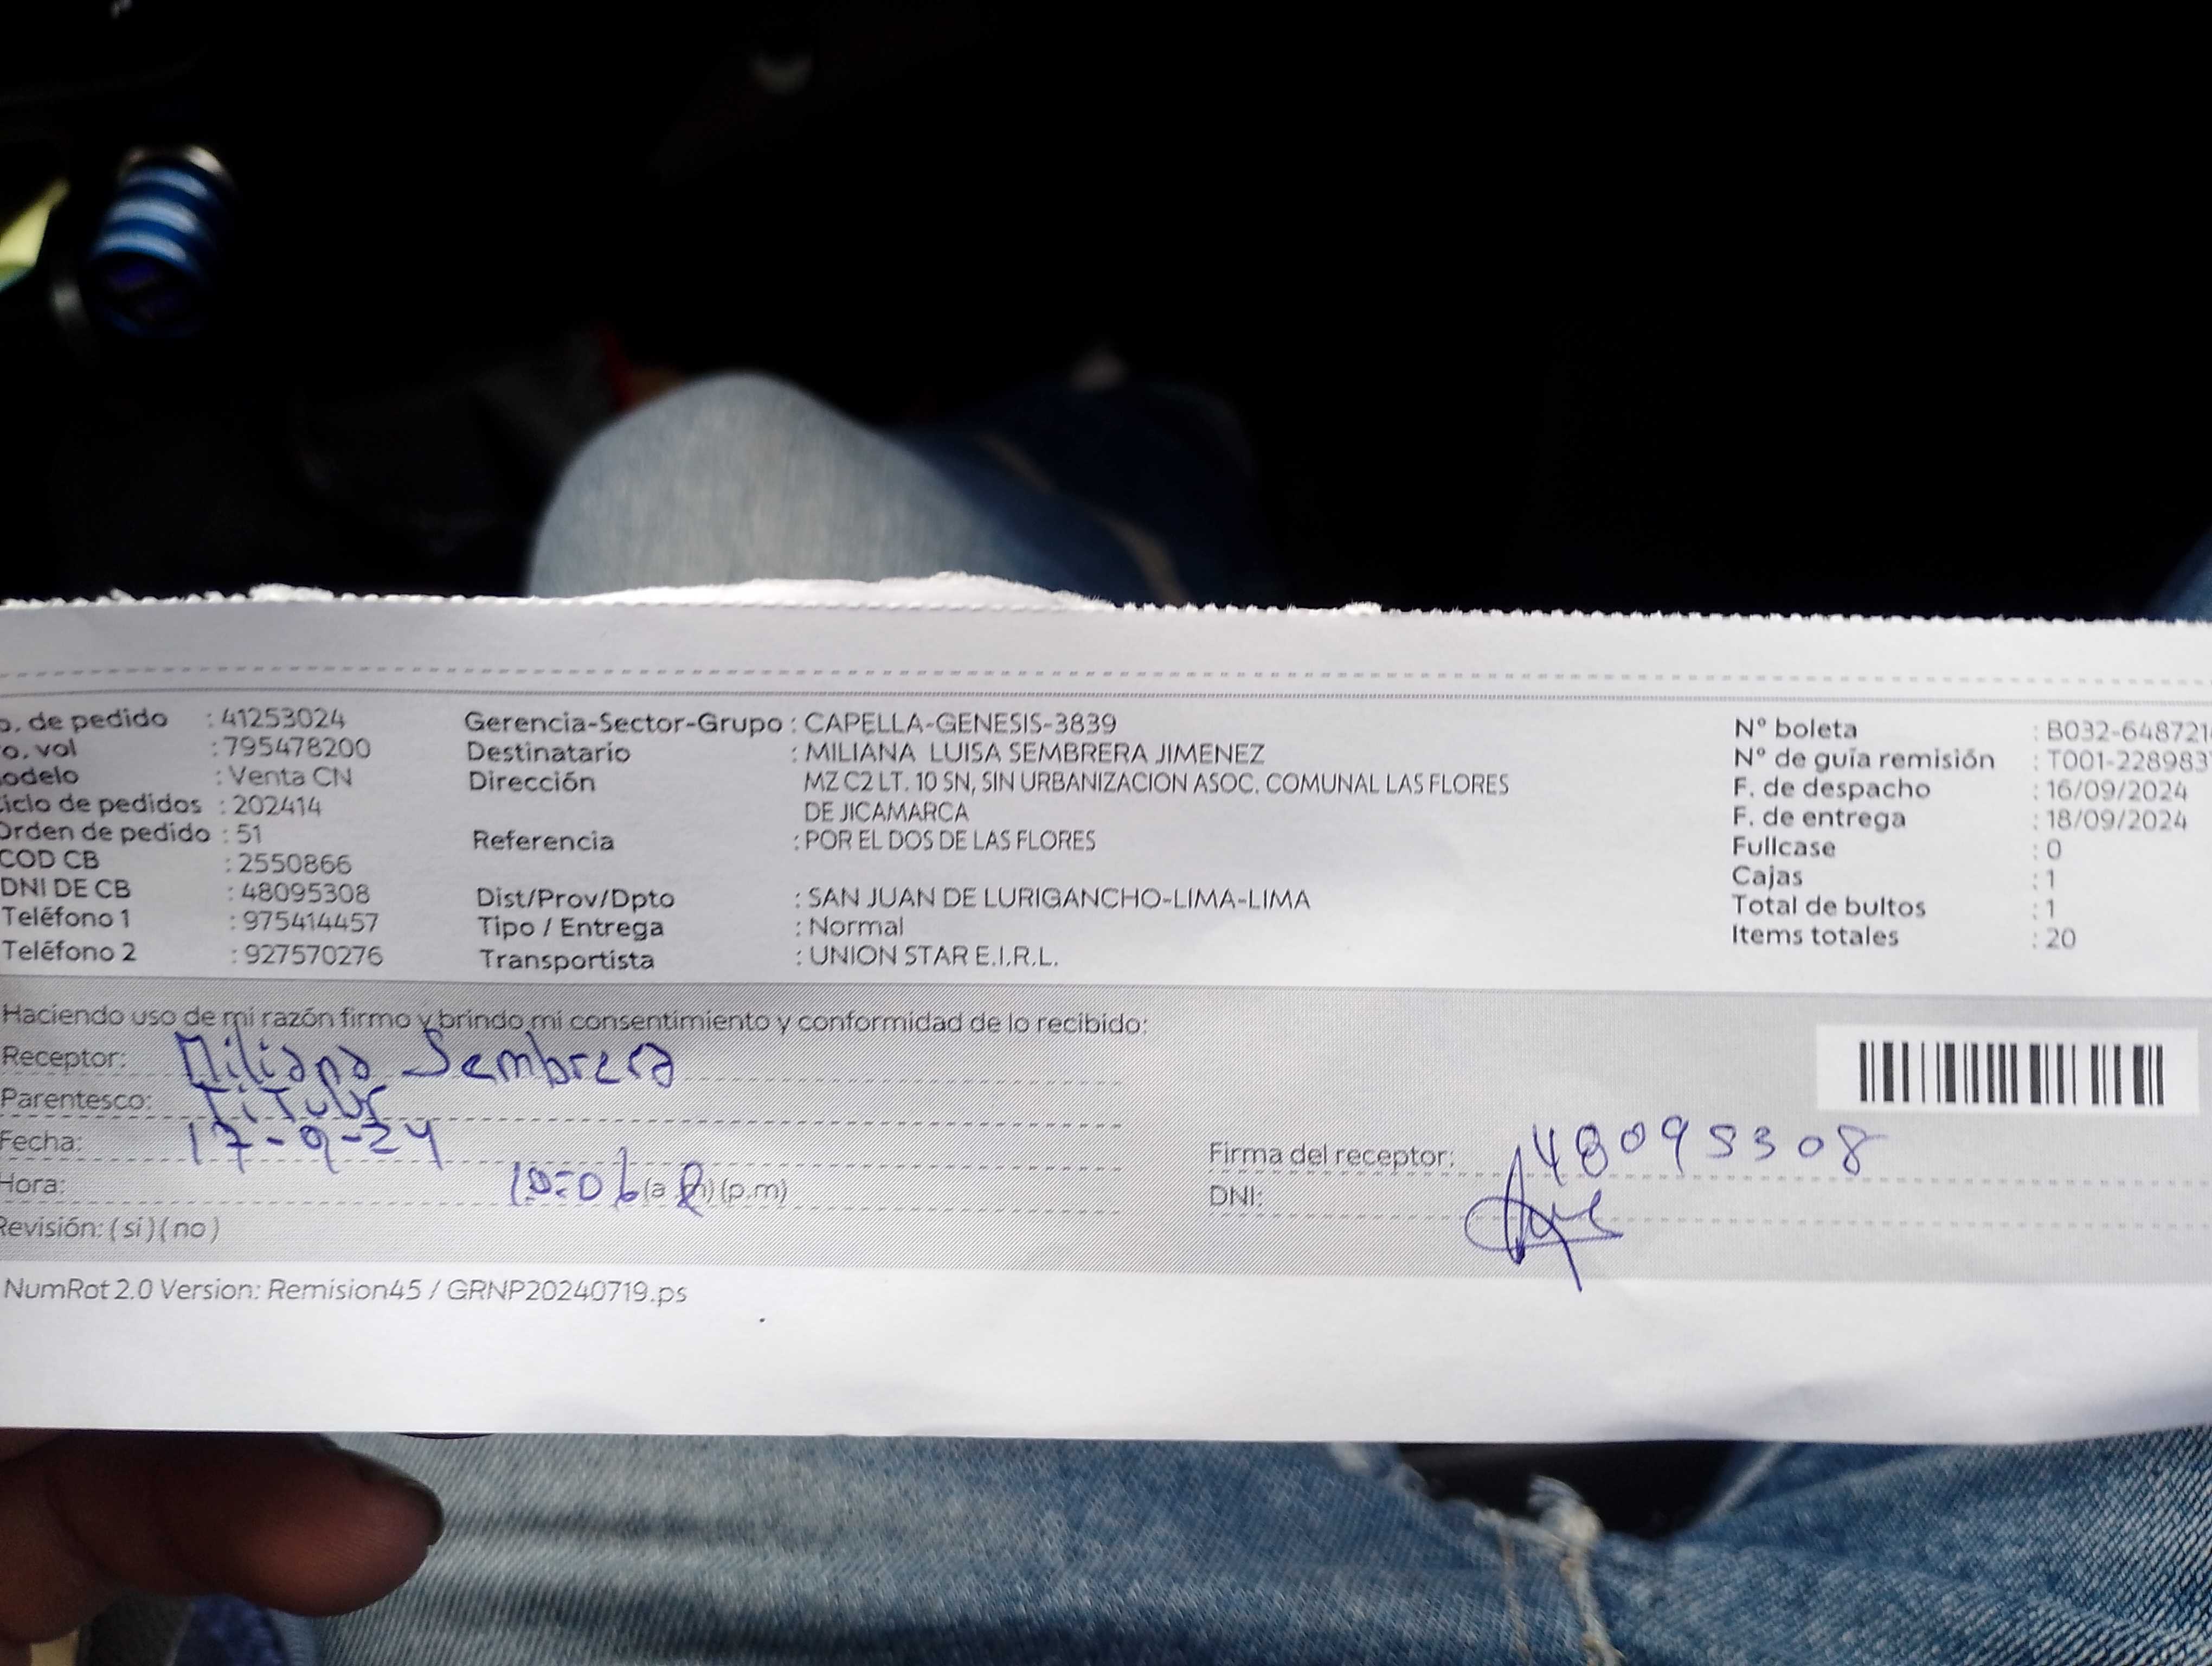 o. de pedido : 41253024 Gerencia-Sector-Grupo : CAPELLA-GENESIS-3839 Nº boleta : B032-648721
o. vol : 795478200 Destinatario : MILIANA LUISA SEMBRERA JIMENEZ Nº de guía remisión : T001-228983
odelo : Venta CN Dirección MZ C2 LT. 10 SN, SIN URBANIZACION ASOC. COMUNAL LAS FLORES F. de despacho : 16/09/2024
iclo de pedidos : 202414 DE JICAMARCA F. de entrega : 18/09/2024
Orden de pedido : 51 Referencia : POR EL DOS DE LAS FLORES Fullcase : 0
COD CB : 2550866 Cajas : 1
DNI DE CB : 48095308 Dist/Prov/Dpto : SAN JUAN DE LURIGANCHO-LIMA-LIMA Total de bultos : 1
Teléfono 1 : 975414457 Tipo / Entrega : Normal Items totales : 20
Teléfono 2 : 927570276 Transportista : UNION STAR E.I.R.L.
Haciendo uso de mi razón firmo y brindo mi consentimiento y conformidad de lo recibido:
Receptor: Miliana Sembrera
Parentesco: Titular
Fecha: 17-9-24
Firma del receptor: 48095308
Hora: (a.m)(p.m)
DNI:
Revisión: (si)(no)
NumRot 2.0 Version: Remision45 / GRNP20240719.ps